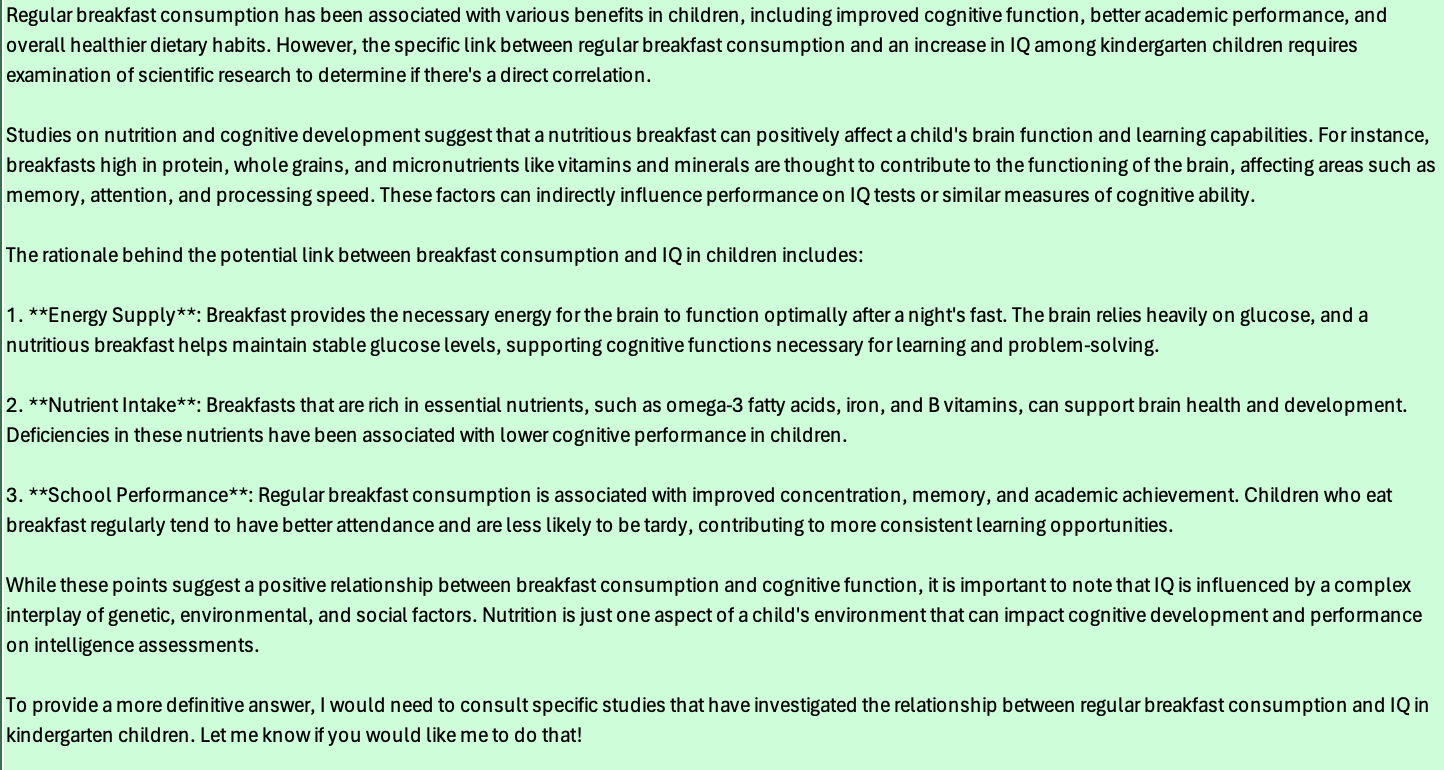 Regular breakfast consumption has been associated with various benefits in children, including improved cognitive function, better academic performance, and
overall healthier dietary habits. However, the specific link between regular breakfast consumption and an increase in IQ among kindergarten children requires
examination of scientific research to determine if there's a direct correlation.
Studies on nutrition and cognitive development suggest that a nutritious breakfast can positively affect a child's brain function and learning capabilities. For instance,
breakfasts high in protein, whole grains, and micronutrients like vitamins and minerals are thought to contribute to the functioning of the brain, affecting areas such as
memory, attention, and processing speed. These factors can indirectly influence performance on IQ tests or similar measures of cognitive ability.
The rationale behind the potential link between breakfast consumption and IQ in children includes:
1. **Energy Supply**: Breakfast provides the necessary energy for the brain to function optimally after a night's fast. The brain relies heavily on glucose, and a
nutritious breakfast helps maintain stable glucose levels, supporting cognitive functions necessary for learning and problem-solving.
2. **Nutrient Intake**: Breakfasts that are rich in essential nutrients, such as omega-3 fatty acids, iron, and B vitamins, can support brain health and development.
Deficiencies in these nutrients have been associated with lower cognitive performance in children.
3. **School Performance**: Regular breakfast consumption is associated with improved concentration, memory, and academic achievement. Children who eat
breakfast regularly tend to have better attendance and are less likely to be tardy, contributing to more consistent learning opportunities.
While these points suggest a positive relationship between breakfast consumption and cognitive function, it is important to note that IQ is influenced by a complex
interplay of genetic, environmental, and social factors. Nutrition is just one aspect of a child's environment that can impact cognitive development and performance
on intelligence assessments.
To provide a more definitive answer, I would need to consult specific studies that have investigated the relationship between regular breakfast consumption and IQ in
kindergarten children. Let me know if you would like me to do that!